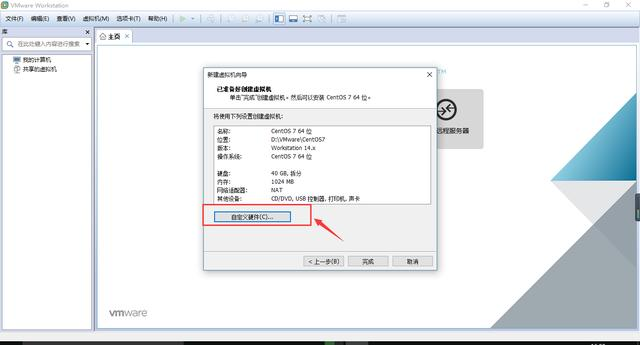 VMware Workstation
文件(F) 编辑(E) 查看(V) 虚拟机(M) 选项卡(T) 帮助(H)
库
在此处键入内容进行搜索
我的计算机
共享的虚拟机
主页
TM
远程服务器
新建虚拟机向导
已准备好创建虚拟机
单击"完成"创建虚拟机。然后可以安装 CentOS 7 64 位。
将使用下列设置创建虚拟机:
名称: CentOS 7 64 位
位置: D:\VMware\CentOS7
版本: Workstation 14.x
操作系统: CentOS 7 64 位
硬盘: 40 GB, 拆分
内存: 1024 MB
网络适配器: NAT
其他设备: CD/DVD, USB 控制器, 打印机, 声卡
自定义硬件(C)...
< 上一步(B) 完成 取消
vmware